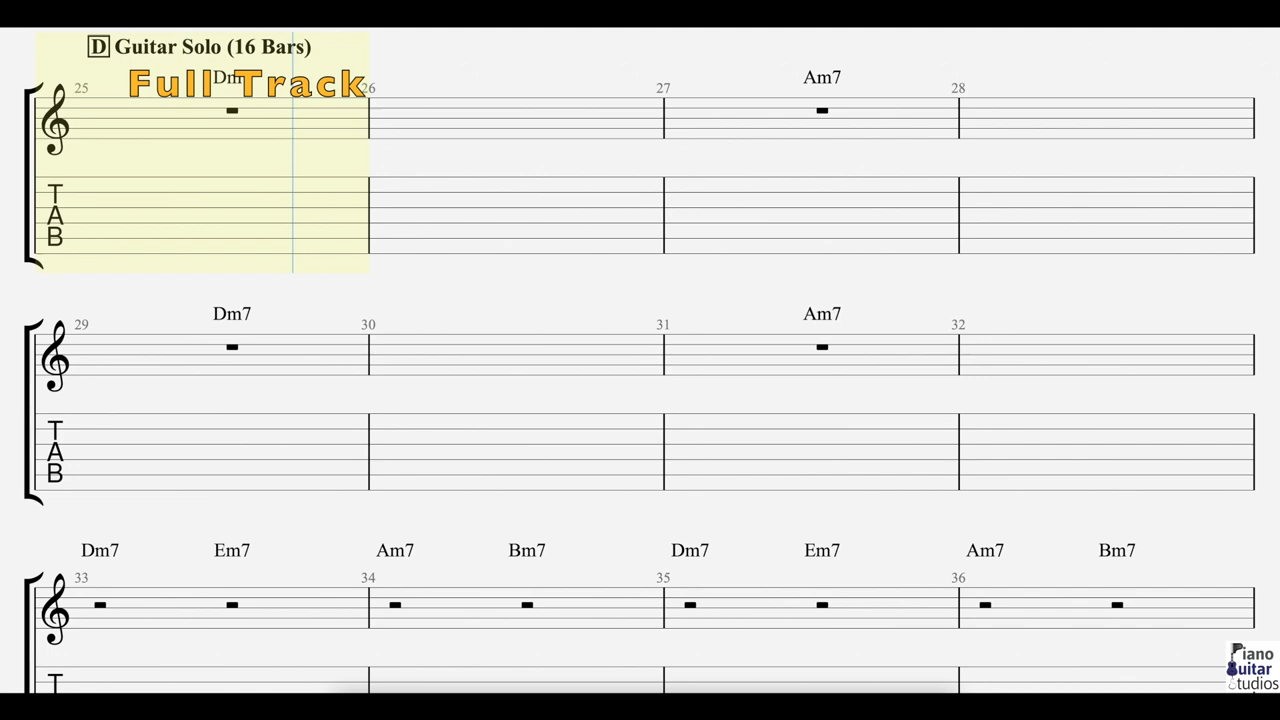 D Guitar Solo (16 Bars)
Full Track
25 26 27 Am7 28
T
A
B
29 Dm7 30 31 Am7 32
T
A
B
Dm7 Em7 Am7 Bm7 Dm7 Em7 Am7 Bm7
33 34 35 36
T
Piano
Guitar
Studios